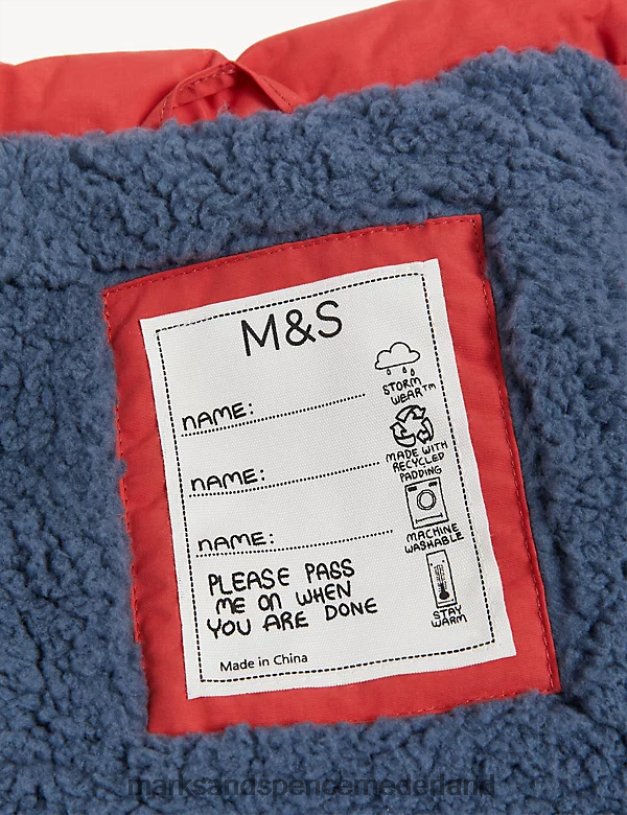 M&S
NAME:
NAME:
NAME:
PLEASE PASS
ME ON WHEN
YOU ARE DONE
Made in China
STORM
WEAR™
MADE WITH
RECYCLED
PADDING
MACHINE
WASHABLE
STAY
WARM
marksandspencernederland